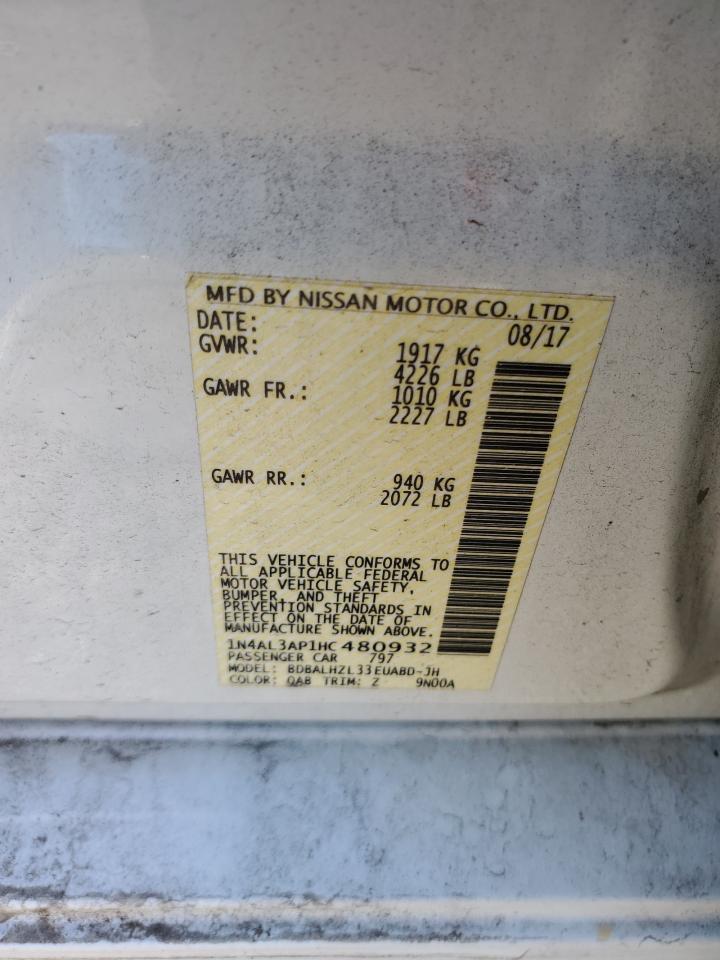 MFD BY NISSAN MOTOR CO., LTD.
DATE: 08/17
GVWR: 1917 KG
4226 LB
GAWR FR.: 1010 KG
2227 LB
GAWR RR.: 940 KG
2072 LB
THIS VEHICLE CONFORMS TO
ALL APPLICABLE FEDERAL
MOTOR VEHICLE SAFETY,
BUMPER, AND THEFT
PREVENTION STANDARDS IN
EFFECT ON THE DATE OF
MANUFACTURE SHOWN ABOVE.
1N4AL3AP1HC480932
PASSENGER CAR 797
MODEL: BDBALHZL33EUABD-JH
COLOR: QAB TRIM: Z 9N00A